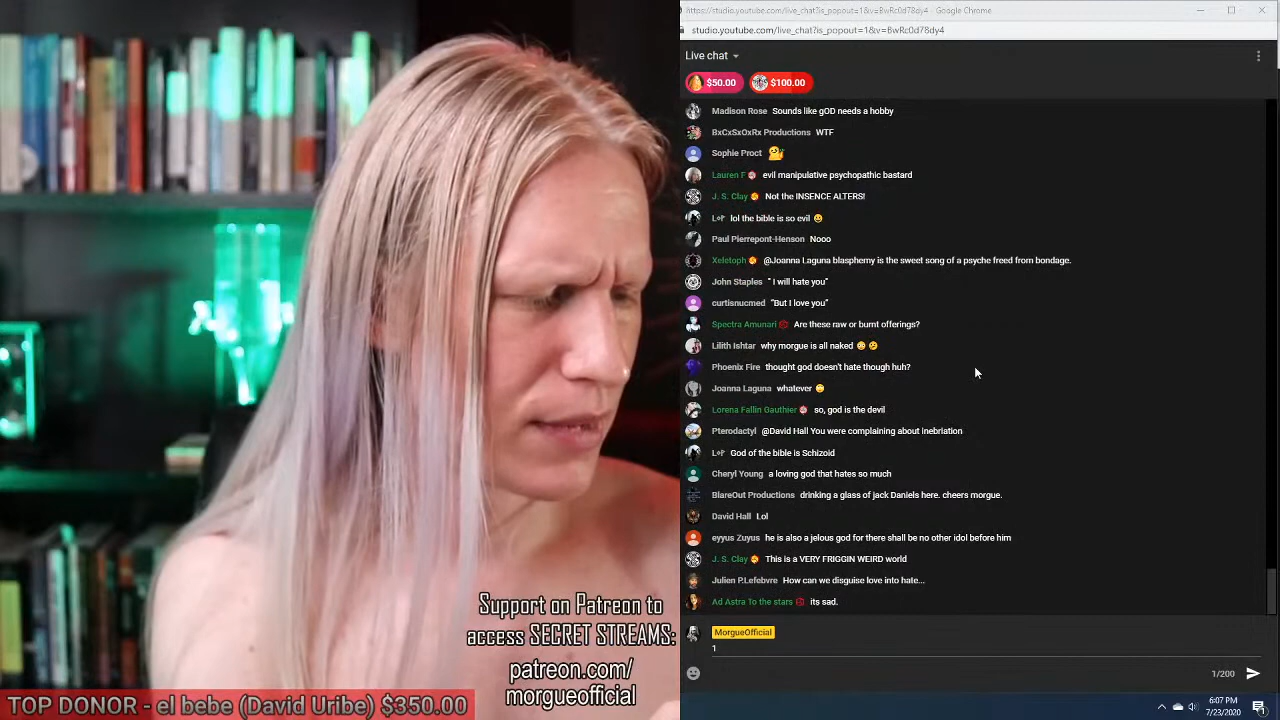 https://studio.youtube.com/live_chat?is_popout=1&v=BwRc0d78dy4 - Google Chrome
studio.youtube.com/live_chat?is_popout=1&v=BwRc0d78dy4
Live chat
$50.00 $100.00
Madison Rose Sounds like gOD needs a hobby
BxCxSxOxRx Productions WTF
Sophie Proct
Lauren F evil manipulative psychopathic bastard
J. S. Clay Not the INSENCE ALTERS!
lol the bible is so evil
Paul Pierrepont-Henson Nooo
Xeletoph @Joanna Laguna blasphemy is the sweet song of a psyche freed from bondage.
John Staples " I will hate you"
curtisnucmed "But I love you"
Spectra Amunari Are these raw or burnt offerings?
Lilith Ishtar why morgue is all naked
Phoenix Fire thought god doesn't hate though huh?
Joanna Laguna whatever
Lorena Fallin Gauthier so, god is the devil
Pterodactyl @David Hall You were complaining about inebriation
God of the bible is Schizoid
Cheryl Young a loving god that hates so much
BlareOut Productions drinking a glass of jack Daniels here. cheers morgue.
David Hall Lol
eyyus Zuyus he is also a jelous god for there shall be no other idol before him
J. S. Clay This is a VERY FRIGGIN WEIRD world
Julien P.Lefebvre How can we disguise love into hate...
Ad Astra To the stars its sad.
MorgueOfficial
1
1/200
Support on Patreon to
access SECRET STREAMS:
patreon.com/
morgueofficial
TOP DONOR - el bebe (David Uribe) $350.00
6:07 PM
7/23/2020